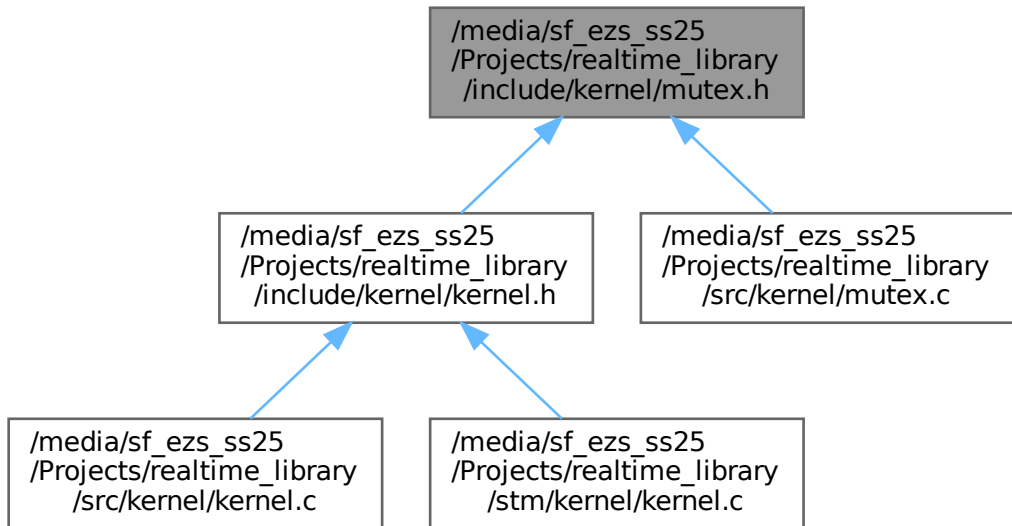 /media/sf_ezs_ss25
/Projects/realtime_library
/include/kernel/mutex.h
/media/sf_ezs_ss25
/Projects/realtime_library
/include/kernel/kernel.h
/media/sf_ezs_ss25
/Projects/realtime_library
/src/kernel/mutex.c
/media/sf_ezs_ss25
/Projects/realtime_library
/src/kernel/kernel.c
/media/sf_ezs_ss25
/Projects/realtime_library
/stm/kernel/kernel.c